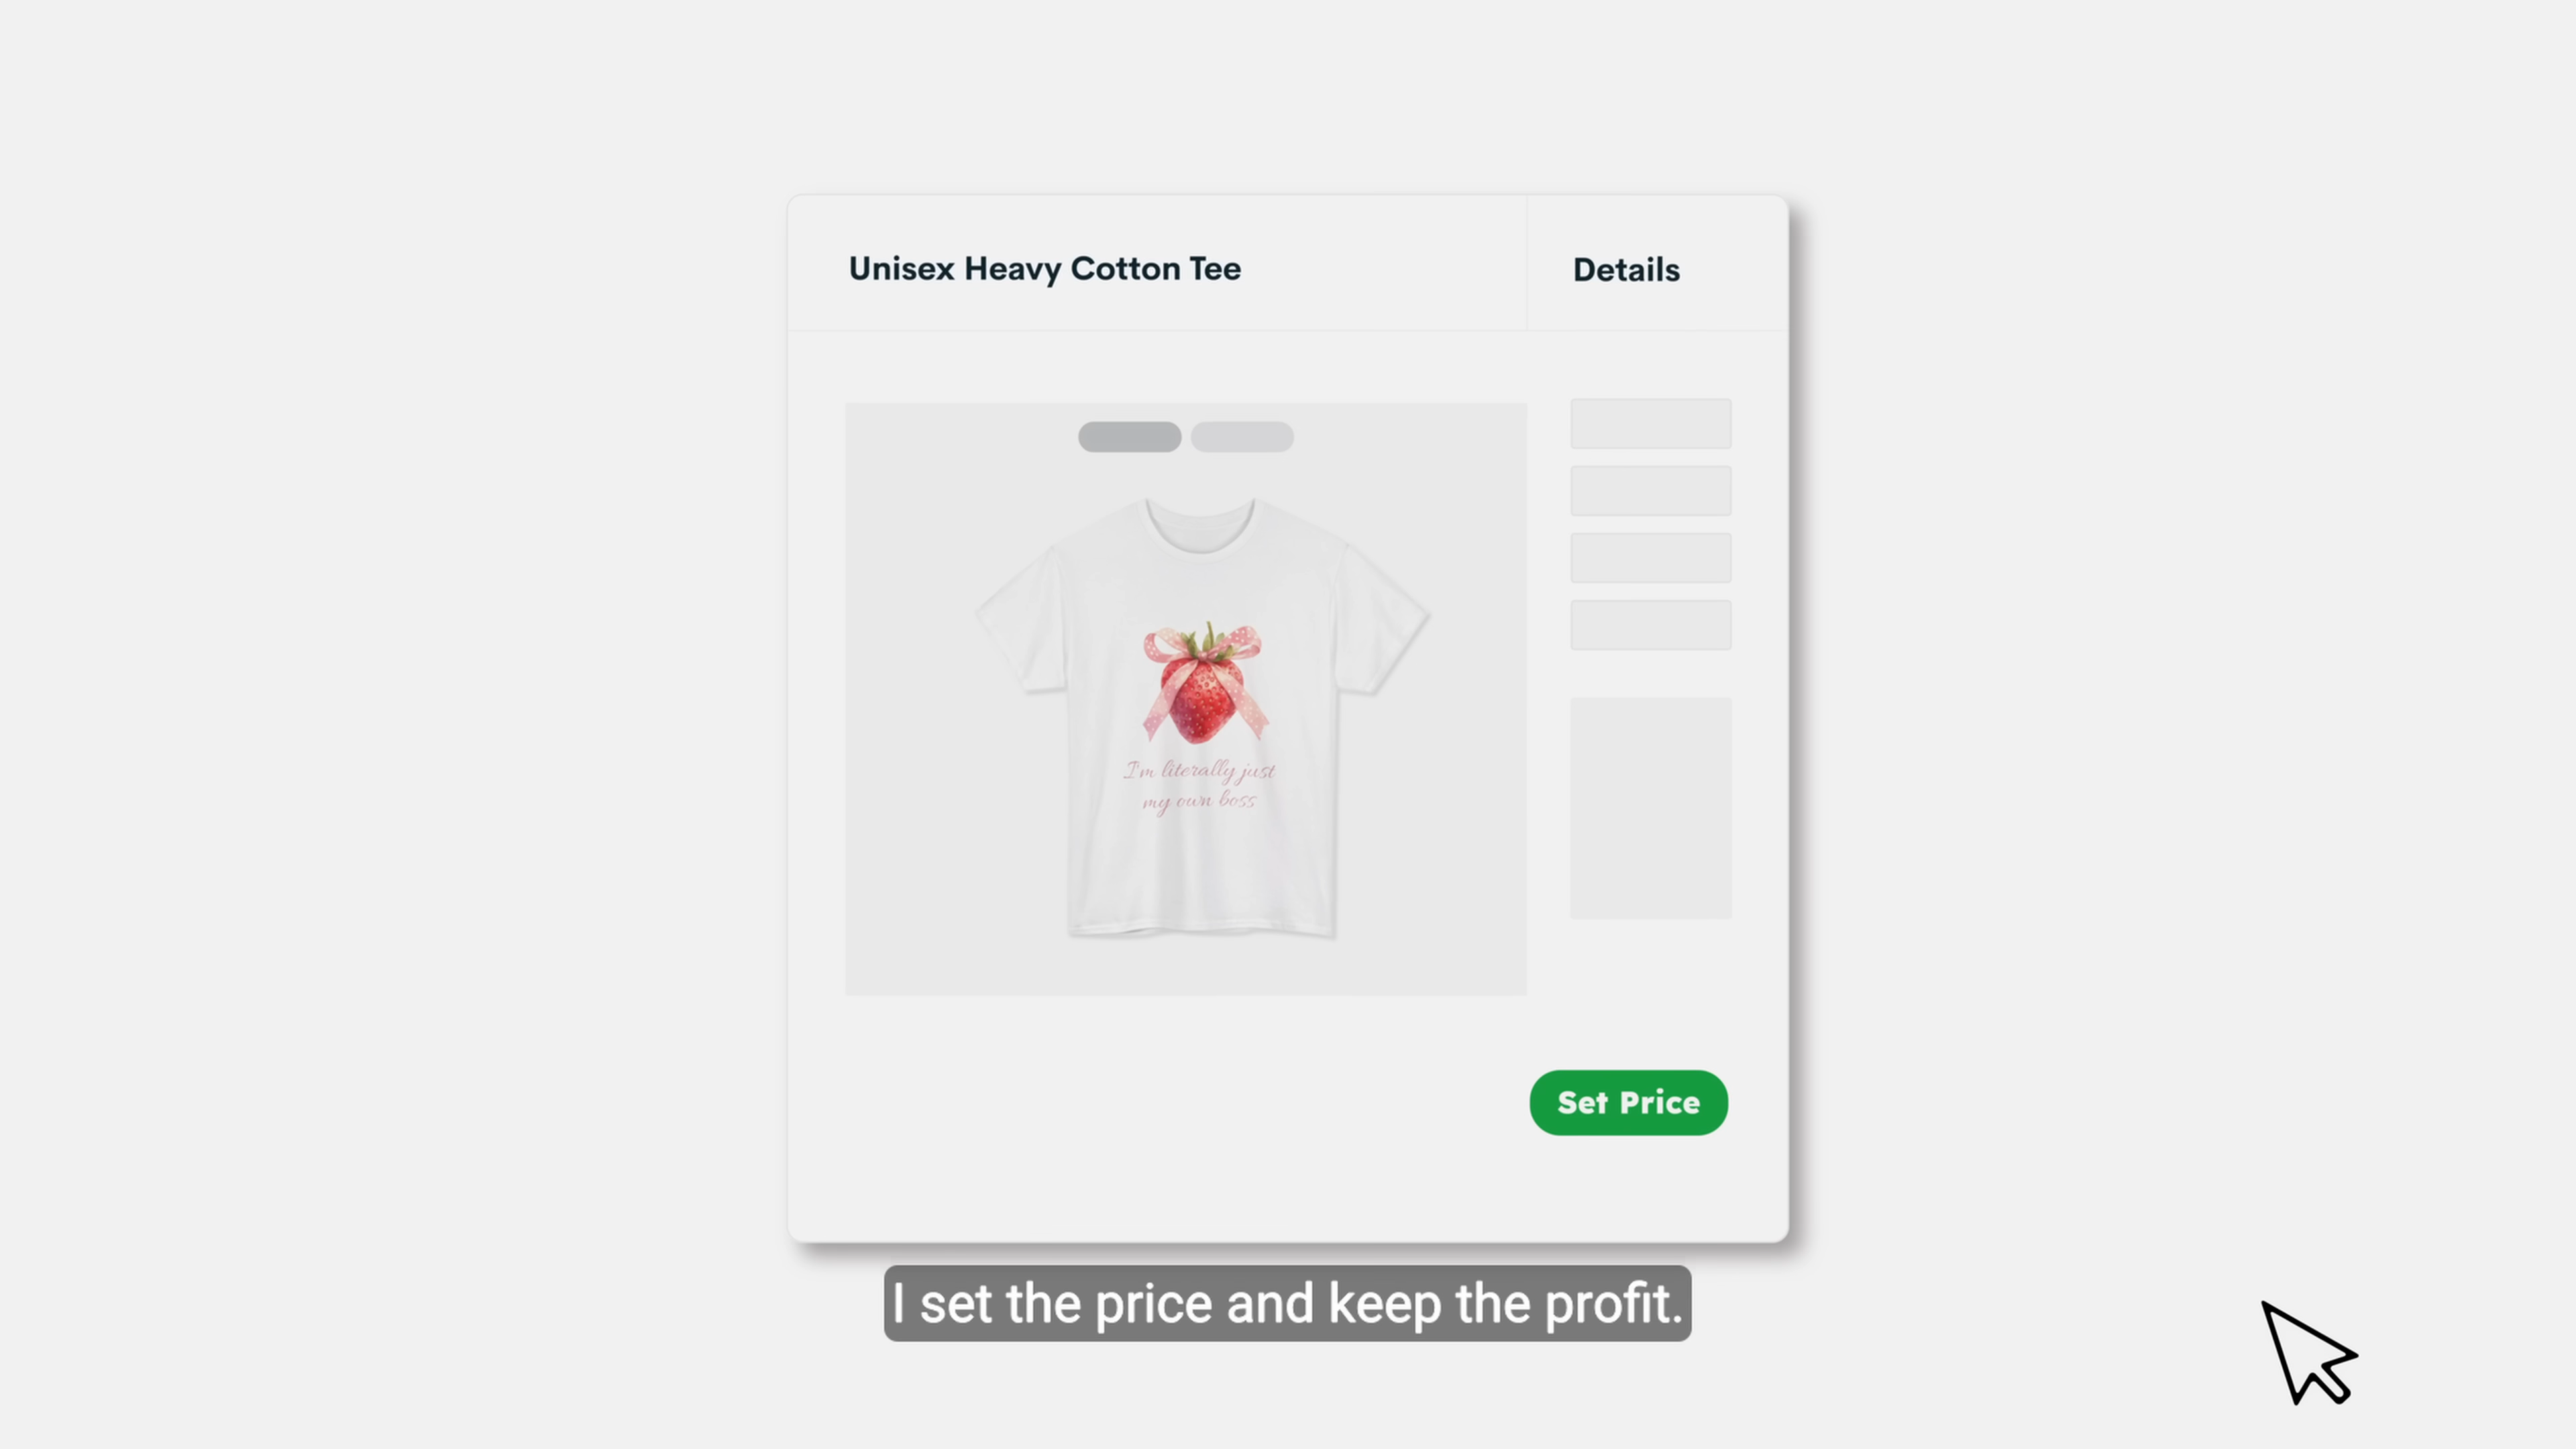 Unisex Heavy Cotton Tee
Details
I'm literally just
my own boss
Set Price
I set the price and keep the profit.